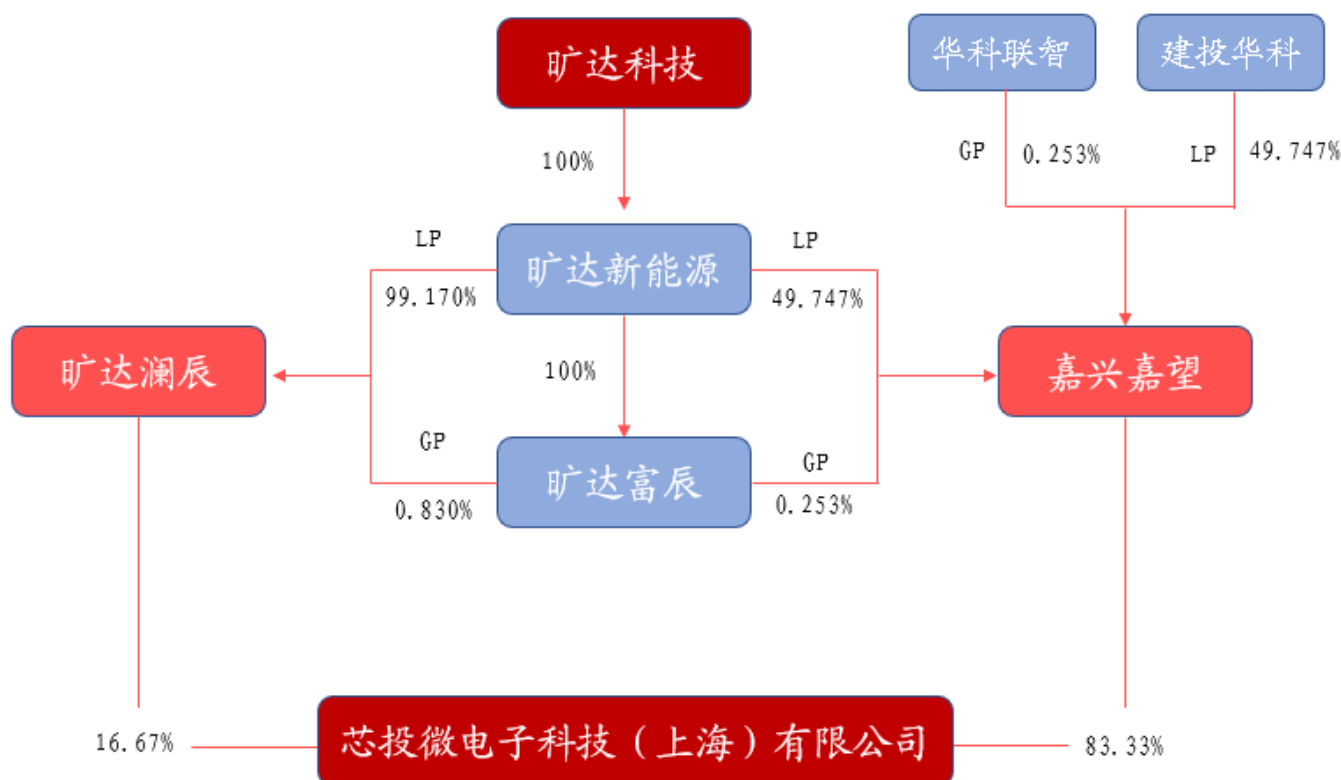 旷达科技
华科联智
建投华科
100%
GP
0.253%
LP
49.747%
LP
旷达新能源
LP
99.170%
49.747%
旷达澜辰
100%
嘉兴嘉望
GP
旷达富辰
GP
0.830%
0.253%
16.67%
芯投微电子科技（上海）有限公司
83.33%